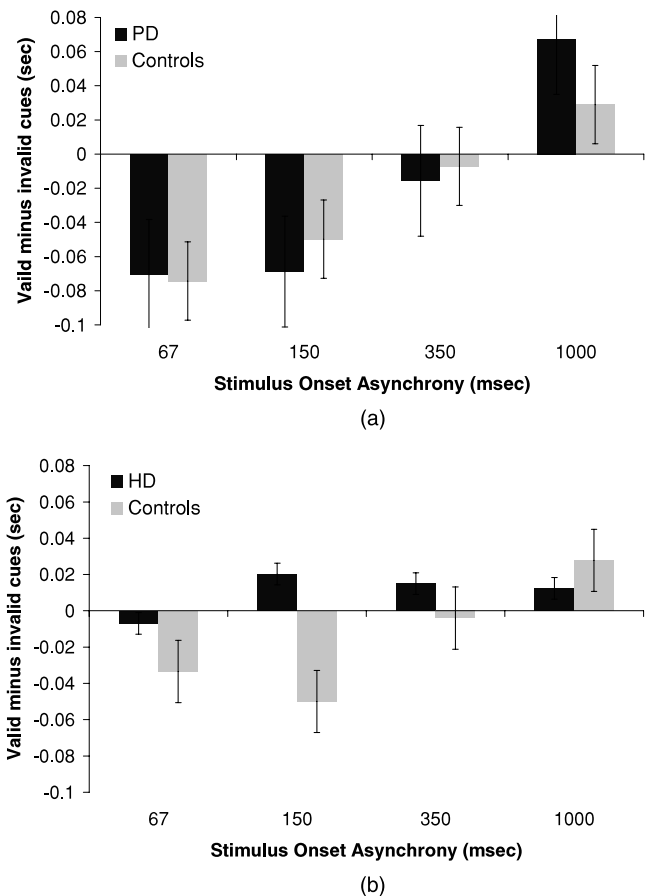 0.08
PD
0.06
Controls
0.04
0.02
0
-0.02
-0.04
-0.06
-0.08
-0.1
Vaild minus invalid cues (sec)
67 150 350 1000
Stimulus Onset Asynchrony (msec)
(a)
0.08
HD
0.06
Controls
0.04
0.02
0
-0.02
-0.04
-0.06
-0.08
-0.1
Valid minus invalid cues (sec)
67 150 350 1000
Stimulus Onset Asynchrony (msec)
(b)